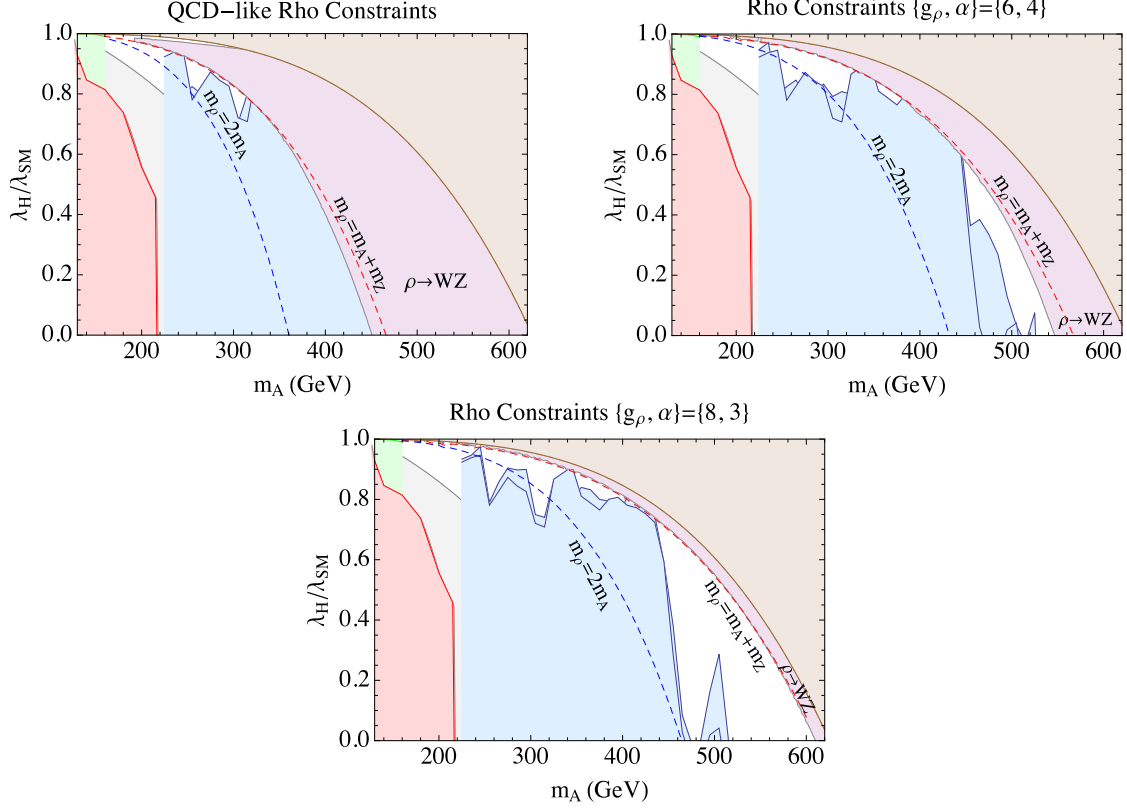 QCD−like Rho Constraints
1.0
0.8
0.6
0.4
0.2
0.0
λH/λSM
mρ=2mA
mρ=mA+mZ
ρ→WZ
200
300
400
500
600
mA (GeV)
Rho Constraints {gρ, α}={6, 4}
1.0
0.8
0.6
0.4
0.2
0.0
λH/λSM
mρ=2mA
mρ=mA+mZ
ρ→WZ
200
300
400
500
600
mA (GeV)
Rho Constraints {gρ, α}={8, 3}
1.0
0.8
0.6
0.4
0.2
0.0
λH/λSM
mρ=2mA
mρ=mA+mZ
ρ→WZ
200
300
400
500
600
mA (GeV)